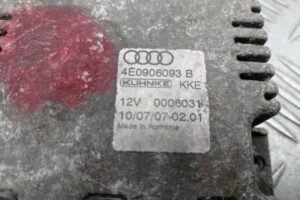 4E0906093 B
KUHNKE KKE
12V 0006031
10/07/07-02.01
Made in Romania